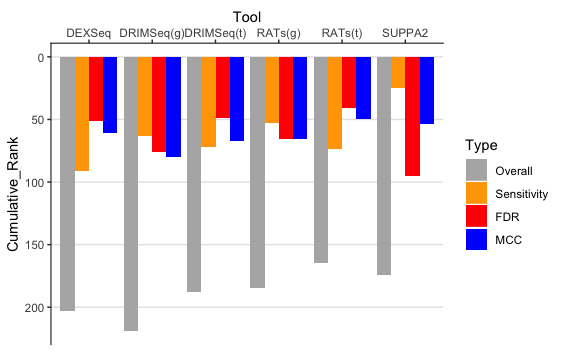 Tool
DEXSeq DRIMSeq(g) DRIMSeq(t) RATs(g) RATs(t) SUPPA2
Cumulative_Rank
0
50
100
150
200
Type
Overall
Sensitivity
FDR
MCC